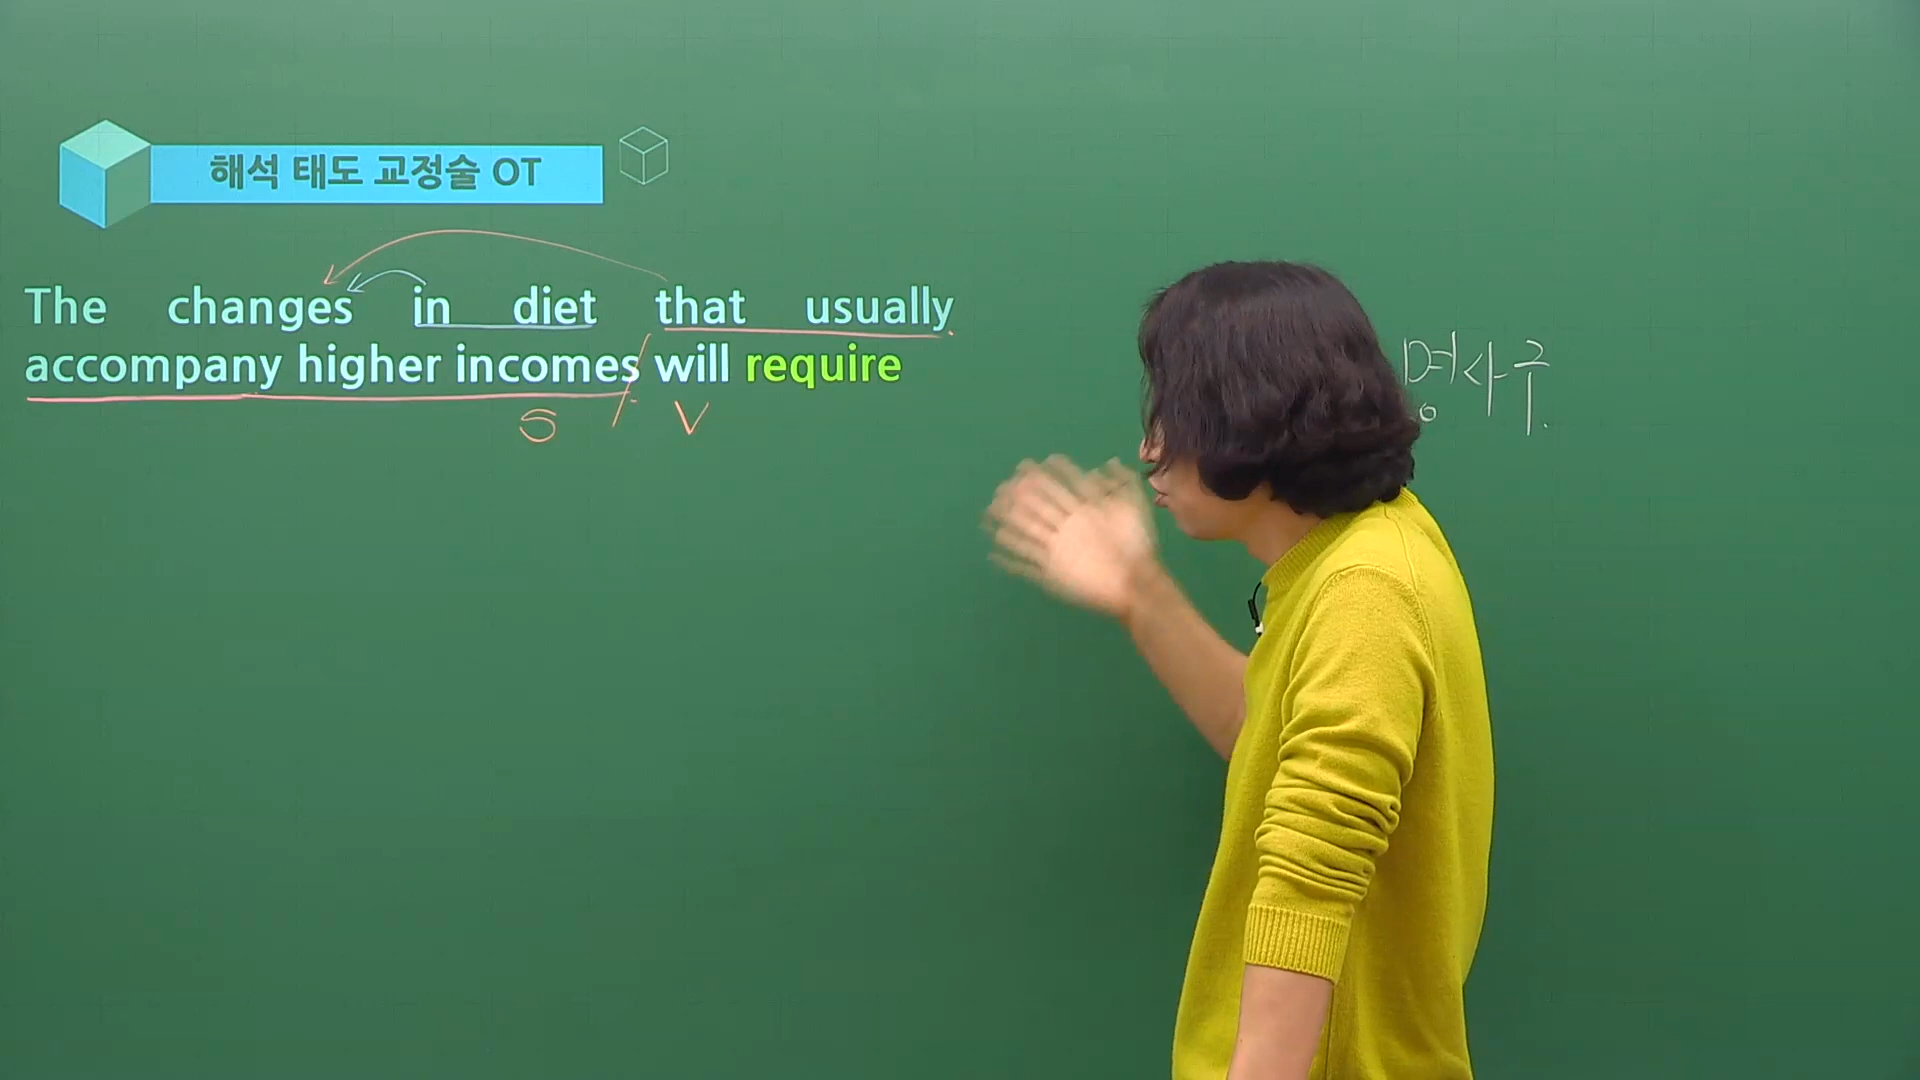 해석 태도 교정술 OT
The changes in diet that usually
accompany higher incomes will require
S / V
명사주.